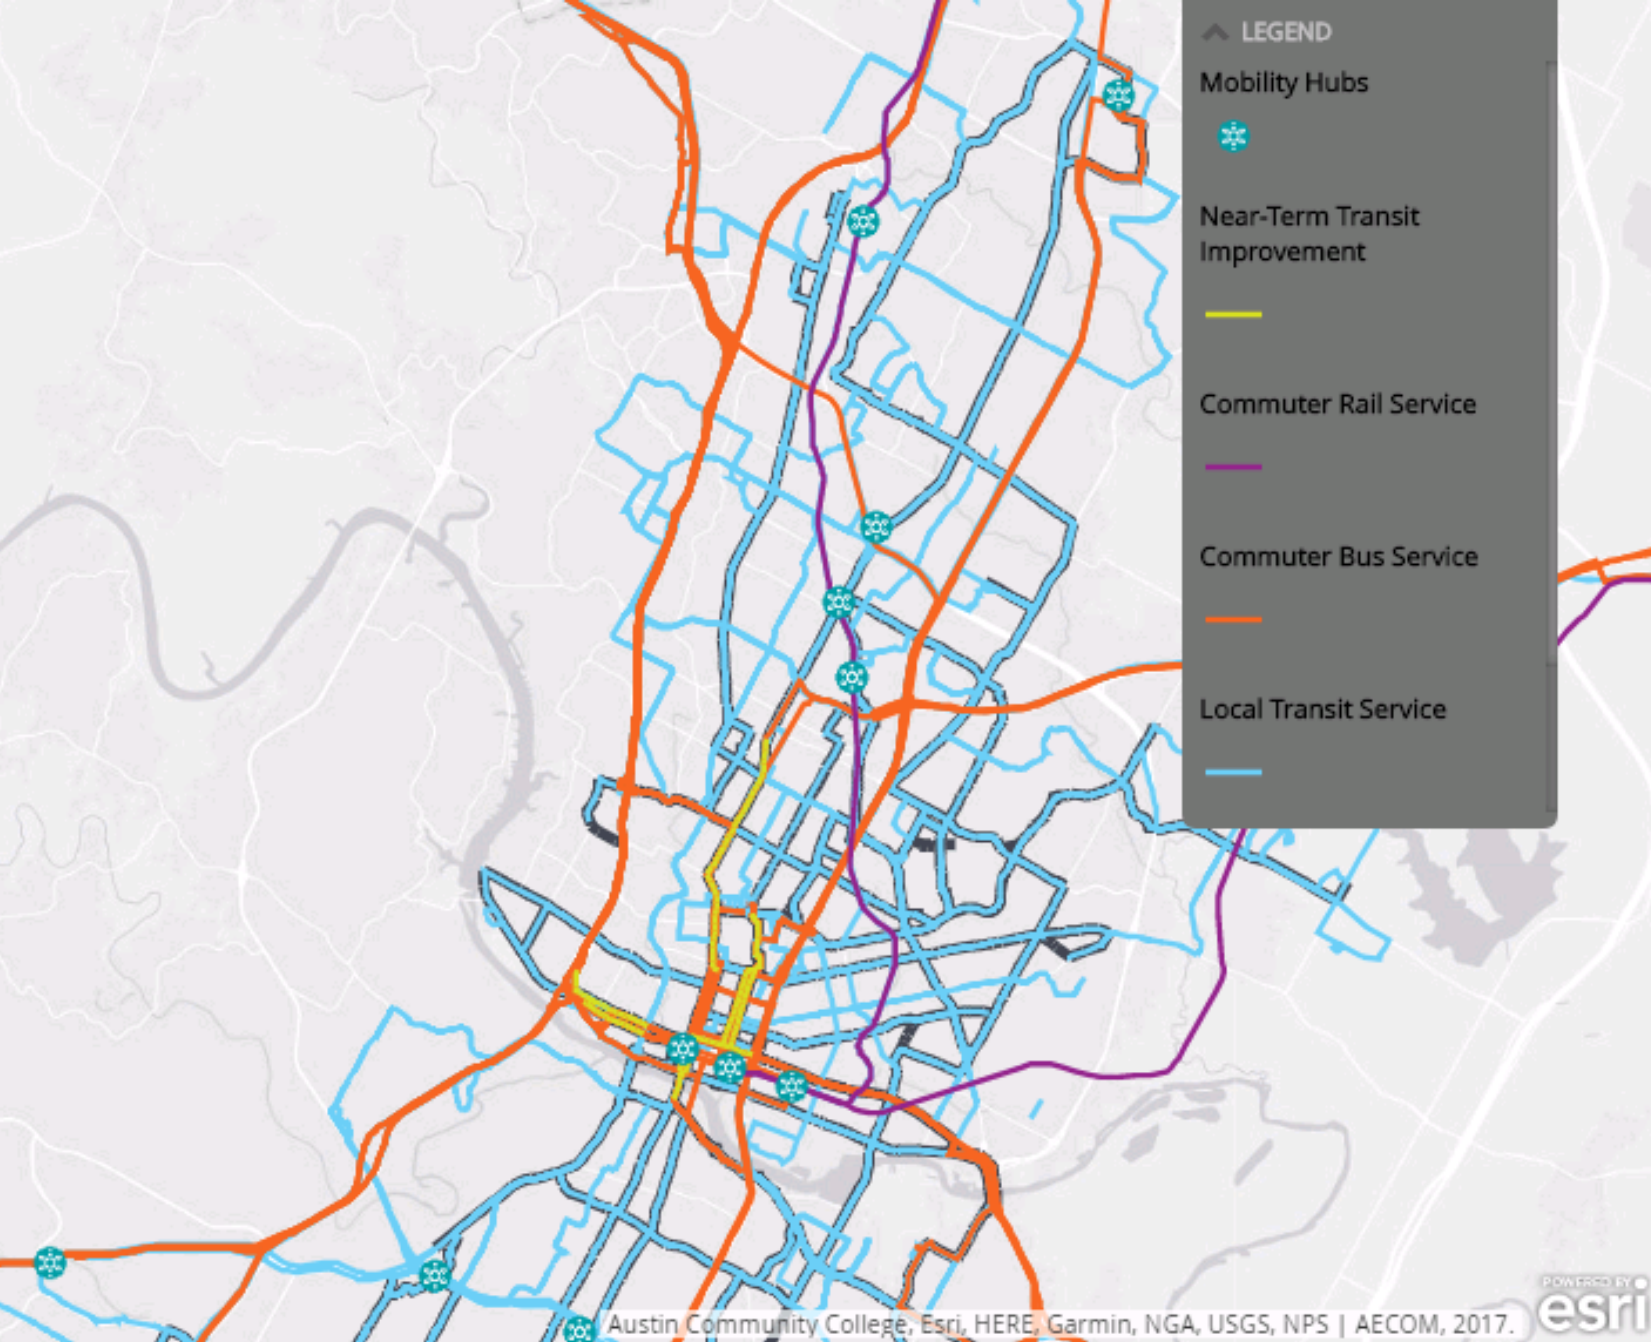 LEGEND
Mobility Hubs
Near-Term Transit
Improvement
Commuter Rail Service
Commuter Bus Service
Local Transit Service
POWERED BY
esri
Austin Community College, Esri, HERE, Garmin, NGA, USGS, NPS | AECOM, 2017.